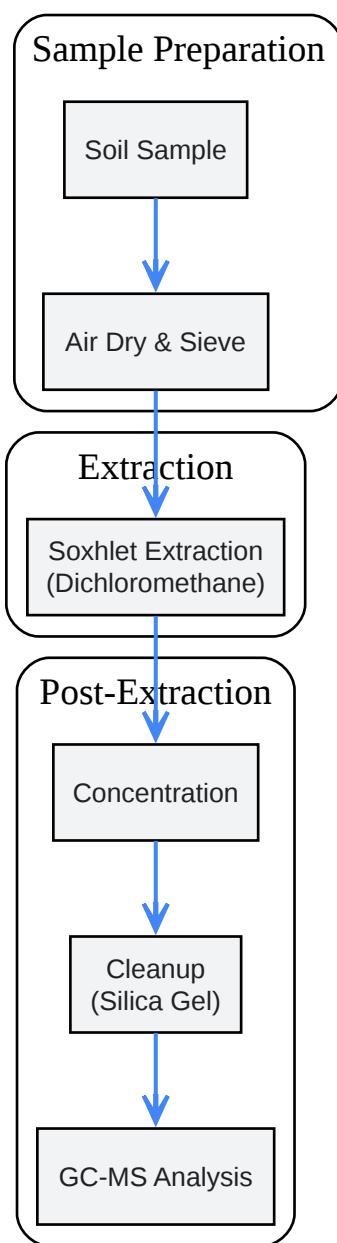 Sample Preparation
Soil Sample
Air Dry & Sieve
Extraction
Soxhlet Extraction
(Dichloromethane)
Post-Extraction
Concentration
Cleanup
(Silica Gel)
GC-MS Analysis